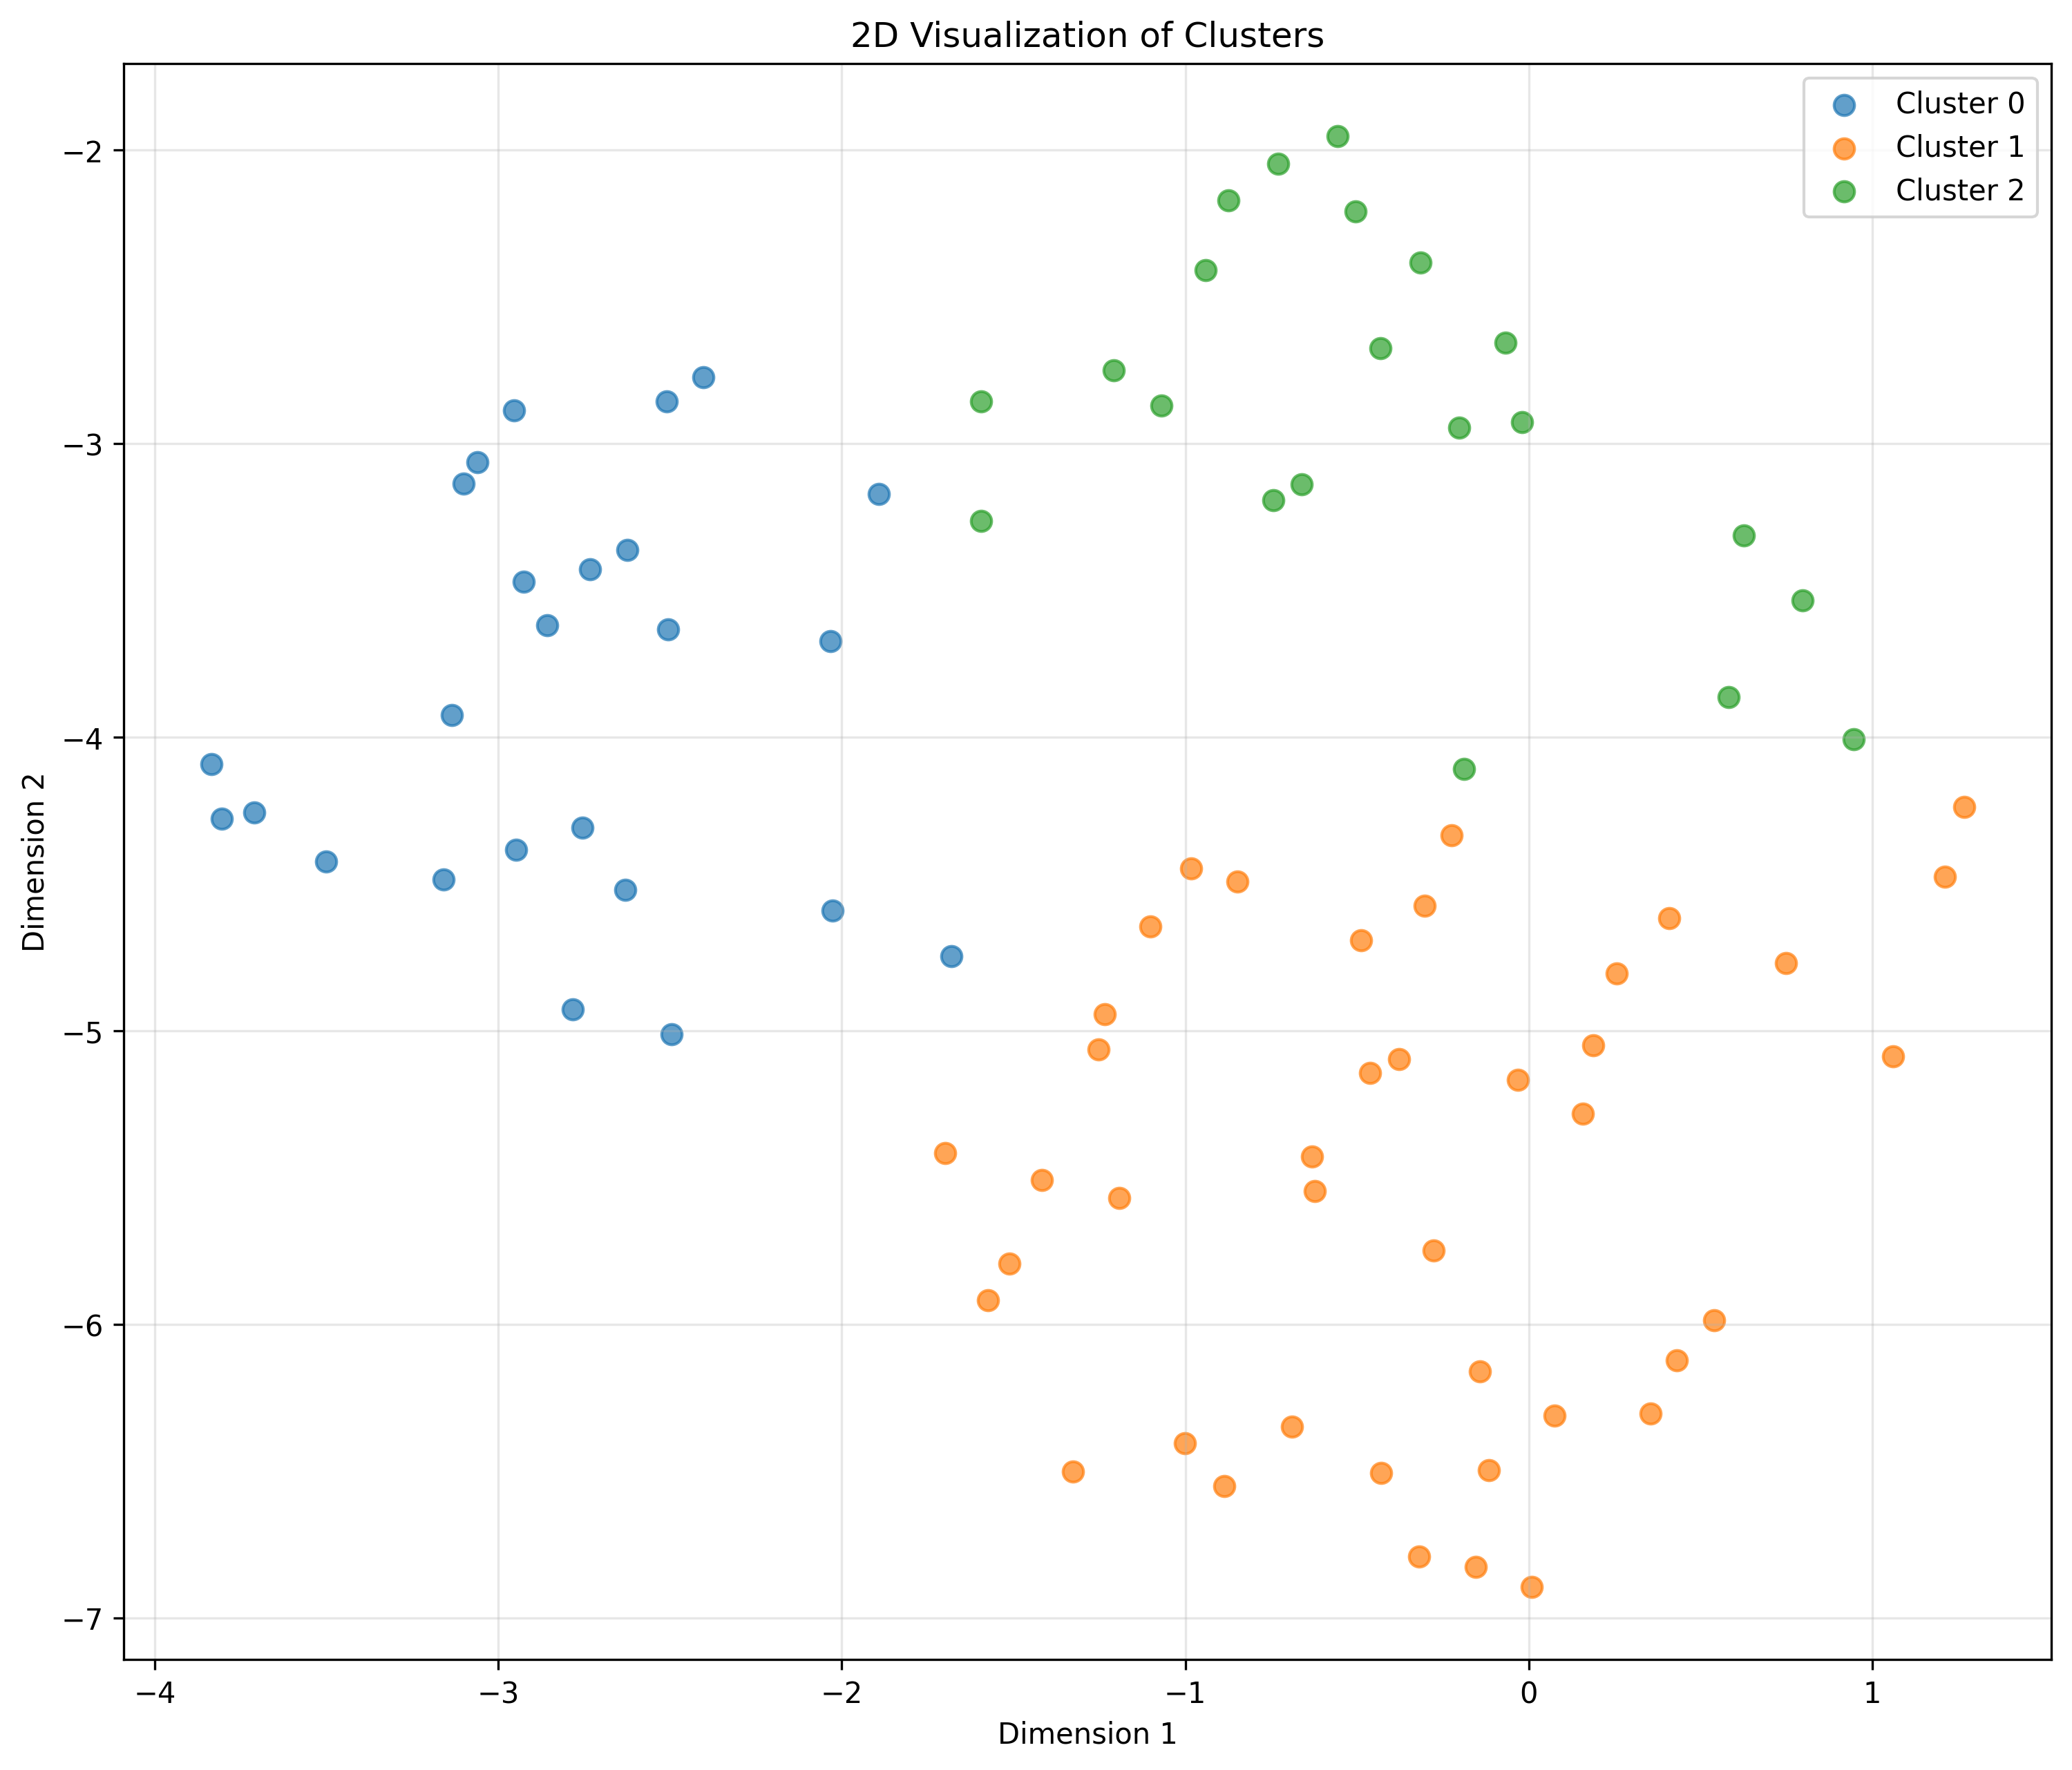 2D Visualization of Clusters
Cluster 0
Cluster 1
Cluster 2
Dimension 2
−2
−3
−4
−5
−6
−7
−4 −3 −2 −1 0 1
Dimension 1